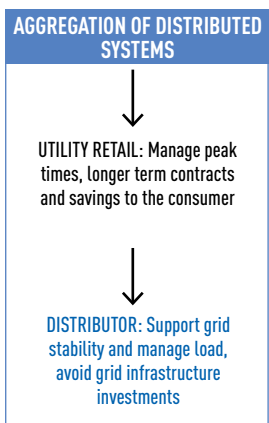 AGGREGATION OF DISTRIBUTED
SYSTEMS
UTILITY RETAIL: Manage peak
times, longer term contracts
and savings to the consumer
DISTRIBUTOR: Support grid
stability and manage load,
avoid grid infrastructure
investments